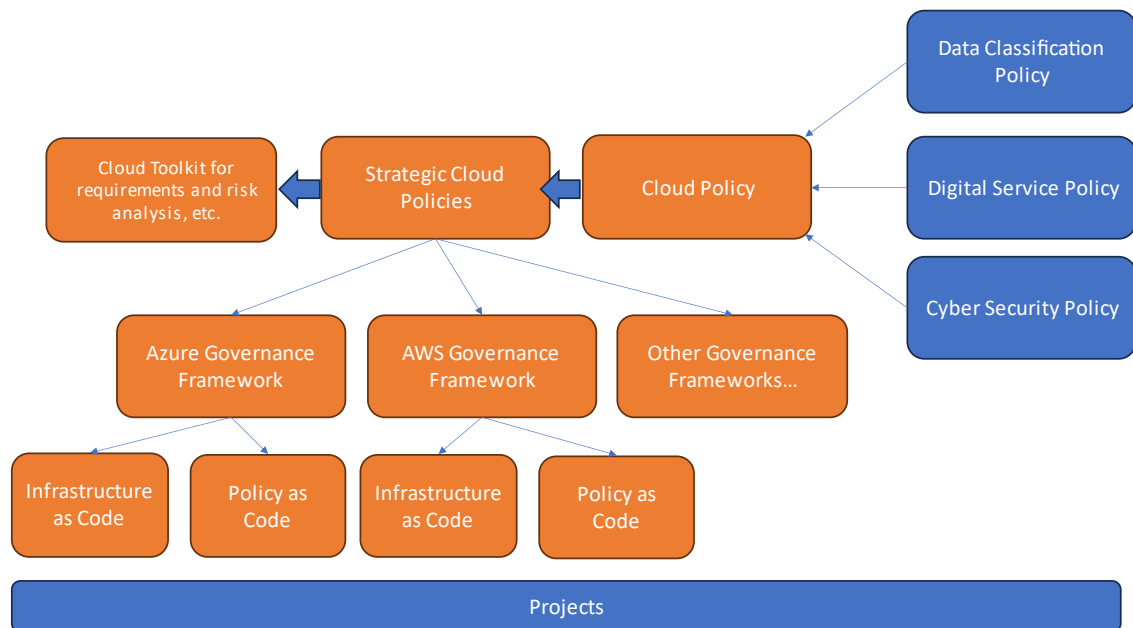 Data Classification
Policy
Cloud Toolkit for
requirements and risk
analysis, etc.
Strategic Cloud
Policies
Cloud Policy
Digital Service Policy
Cyber Security Policy
Azure Governance
Framework
AWS Governance
Framework
Other Governance
Frameworks...
Infrastructure
as Code
Policy as
Code
Infrastructure
as Code
Policy as
Code
Projects